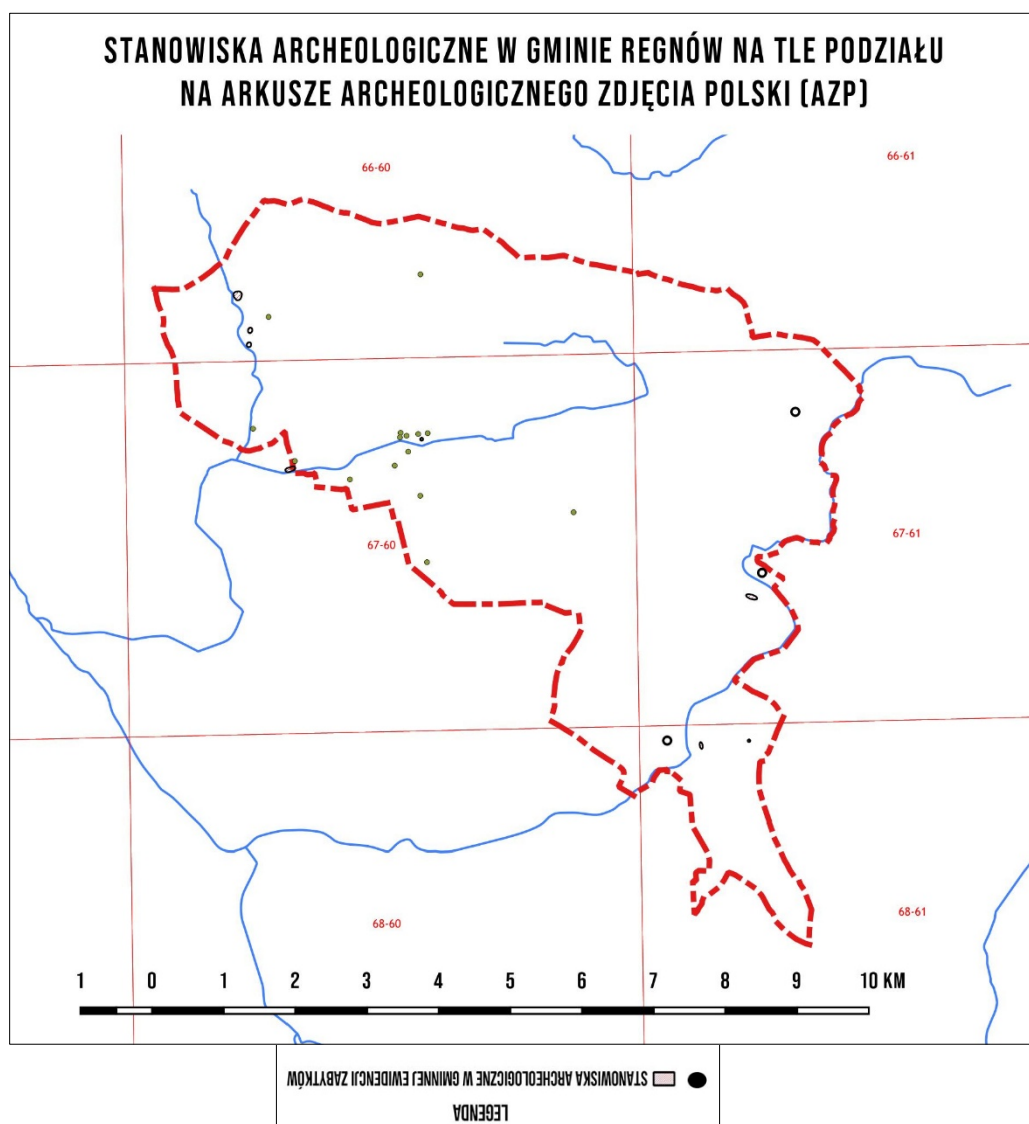 STANOWISKA ARCHEOLOGICZNE W GMINIE REGNÓW NA TLE PODZIAŁU
NA ARKUSZE ARCHEOLOGICZNEGO ZDJĘCIA POLSKI (AZP)
66-60
66-61
67-60
67-61
68-60
68-61
1 0 1 2 3 4 5 6 7 8 9 10 KM
LEGENDA
STANOWISKA ARCHEOLOGICZNE W GMINNEJ EWIDENCJI ZABYTKÓW